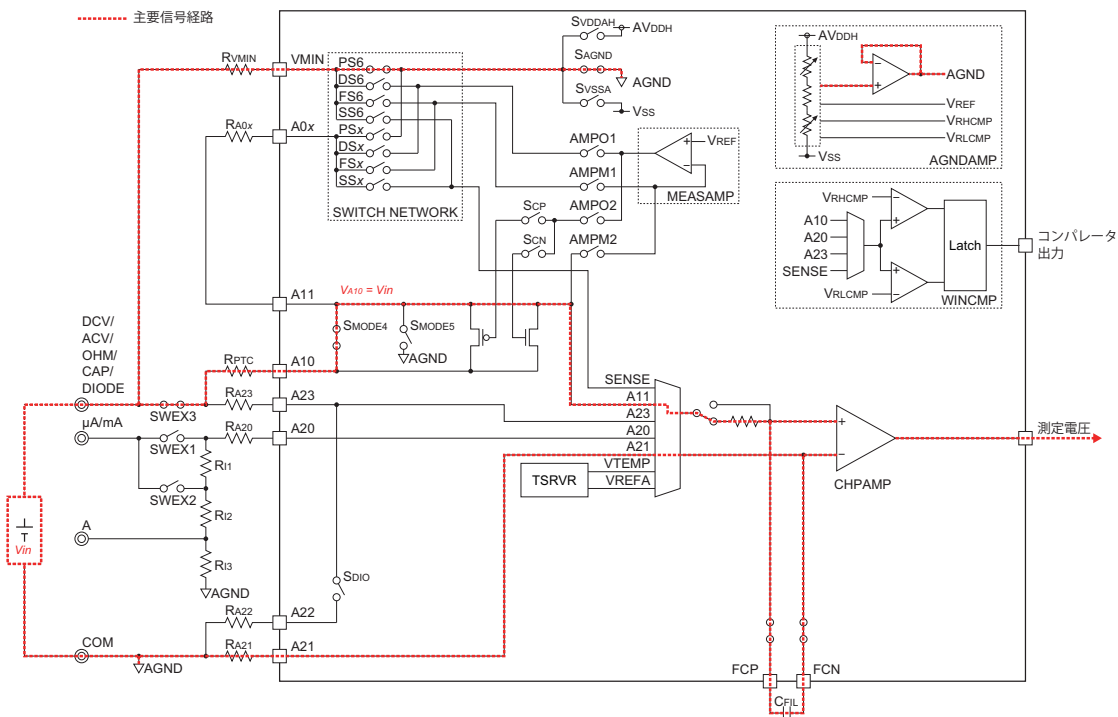 主要信号経路
RVMIN
VMIN
RA0x
A0x
PS6
DS6
FS6
SS6
PSx
DSx
FSx
SSx
SWITCH NETWORK
SVDDAH
AVDDH
SAGND
AGND
SVSSA
VSS
AMPO1
AMPM1
AMPO2
AMPM2
VREF
+
−
MEASAMP
SCP
SCN
AVDDH
−
+
AGND
VREF
VRHCMP
VRLCMP
VSS
AGNDAMP
VRHCMP
A10
A20
A23
SENSE
VRLCMP
−
+
+
−
Latch
WINCMP
コンパレータ
出力
A11
VA10 = Vin
SMODE4
SMODE5
AGND
DCV/
ACV/
OHM/
CAP/
DIODE
RPTC
A10
SWEX3
RA23
A23
μA/mA
SWEX1
RA20
A20
RI1
SWEX2
RI2
A
RI3
AGND
Vin
SDIO
RA22
A22
COM
AGND
RA21
A21
SENSE
A11
A23
A20
A21
VTEMP
VREFA
TSRVR
+
−
CHPAMP
測定電圧
FCP
FCN
CFIL